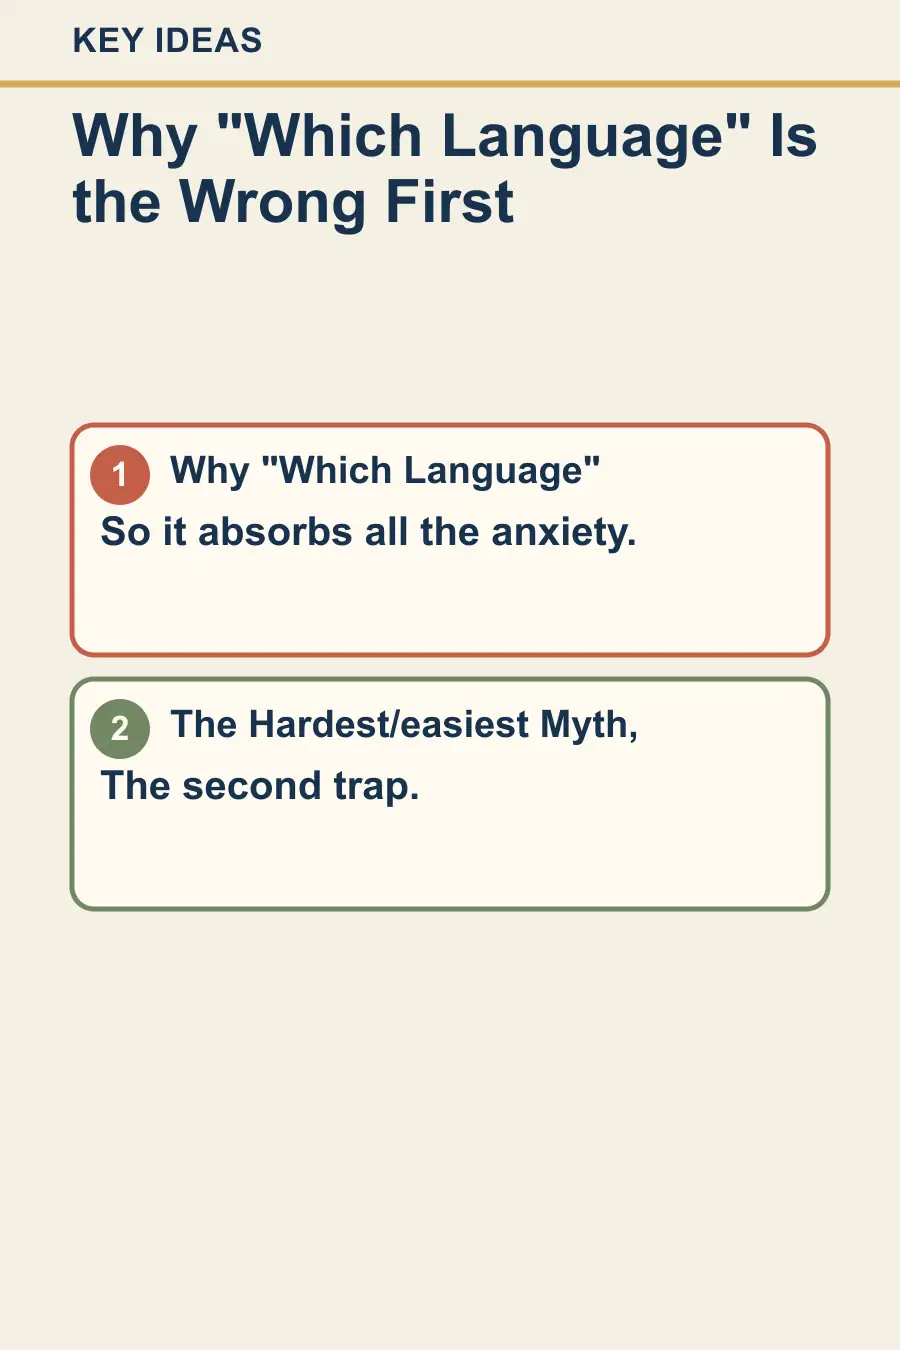 KEY IDEAS
Why "Which Language" Is
the Wrong First
1 Why "Which Language"
So it absorbs all the anxiety.
2 The Hardest/easiest Myth,
The second trap.